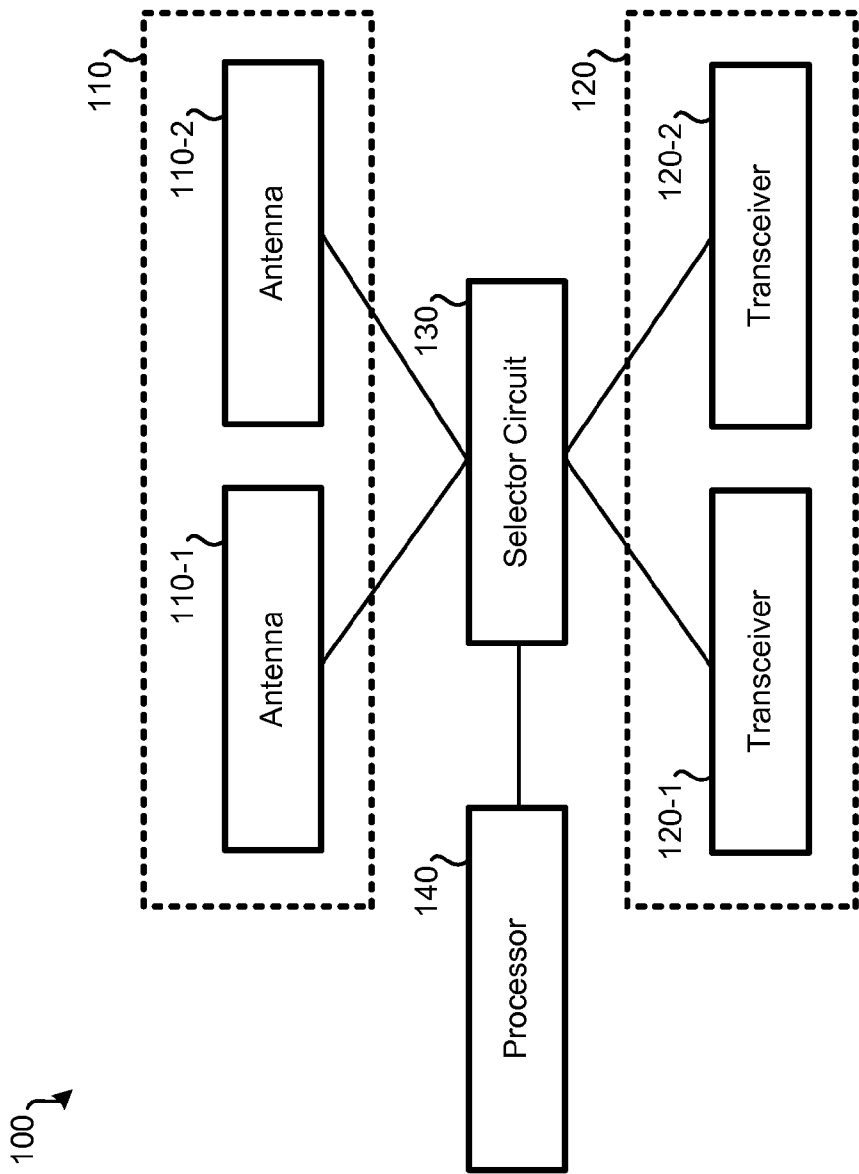 100
110
110-1
Antenna
110-2
Antenna
140
Processor
130
Selector Circuit
120
120-1
Transceiver
120-2
Transceiver